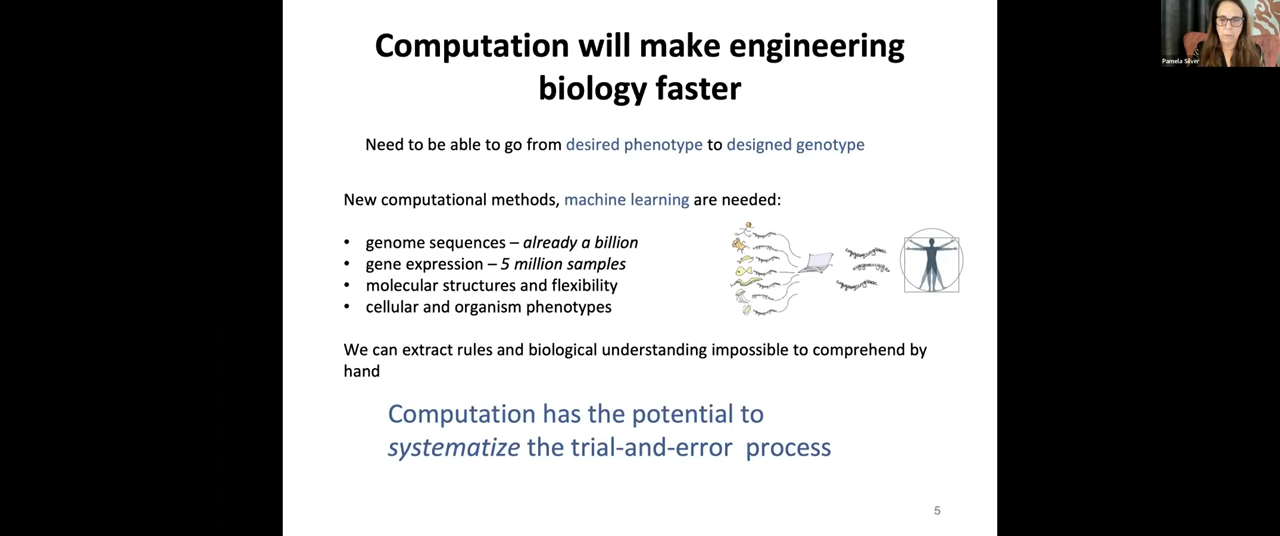 Computation will make engineering
biology faster
Pamela Silver
Need to be able to go from desired phenotype to designed genotype
New computational methods, machine learning are needed:
• genome sequences – already a billion
• gene expression – 5 million samples
• molecular structures and flexibility
• cellular and organism phenotypes
We can extract rules and biological understanding impossible to comprehend by
hand
Computation has the potential to
systematize the trial-and-error process
5